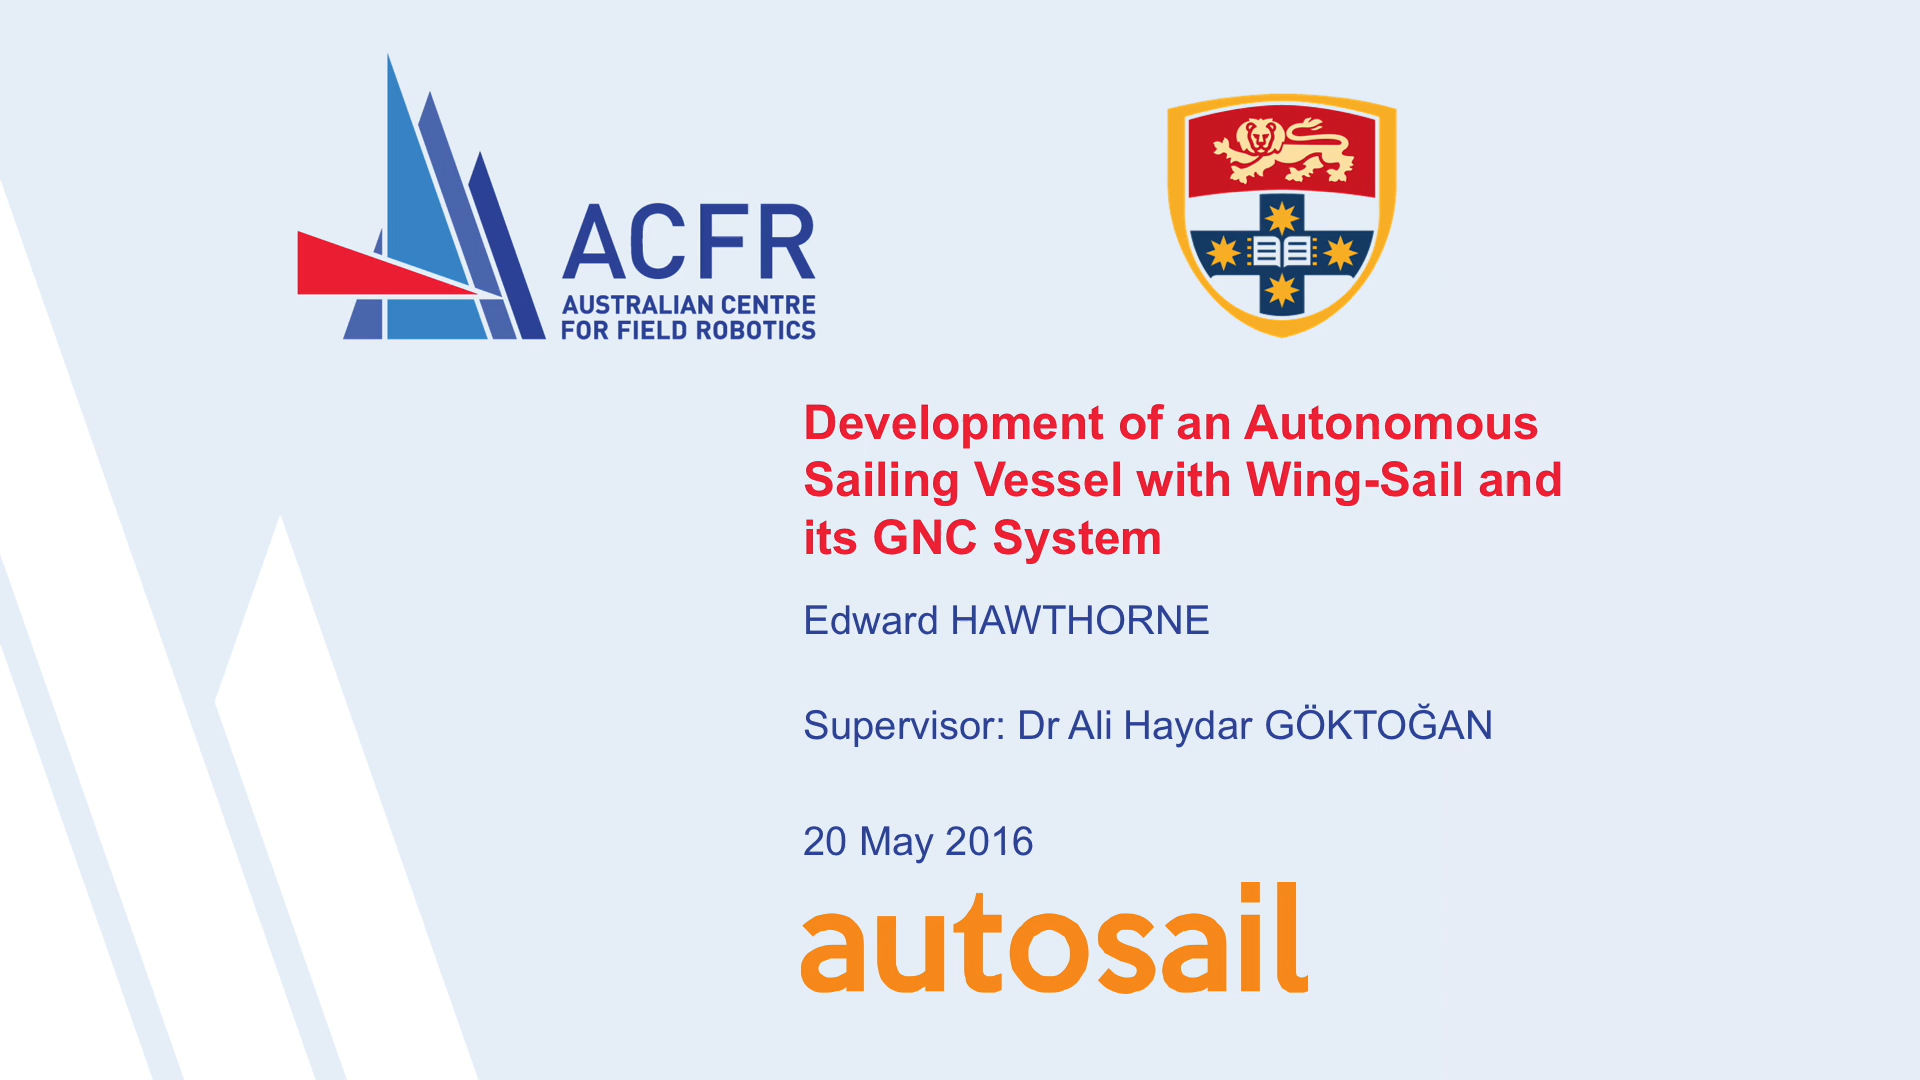 ACFR
AUSTRALIAN CENTRE
FOR FIELD ROBOTICS
Development of an Autonomous
Sailing Vessel with Wing-Sail and
its GNC System
Edward HAWTHORNE
Supervisor: Dr Ali Haydar GÖKTOĞAN
20 May 2016
autosail